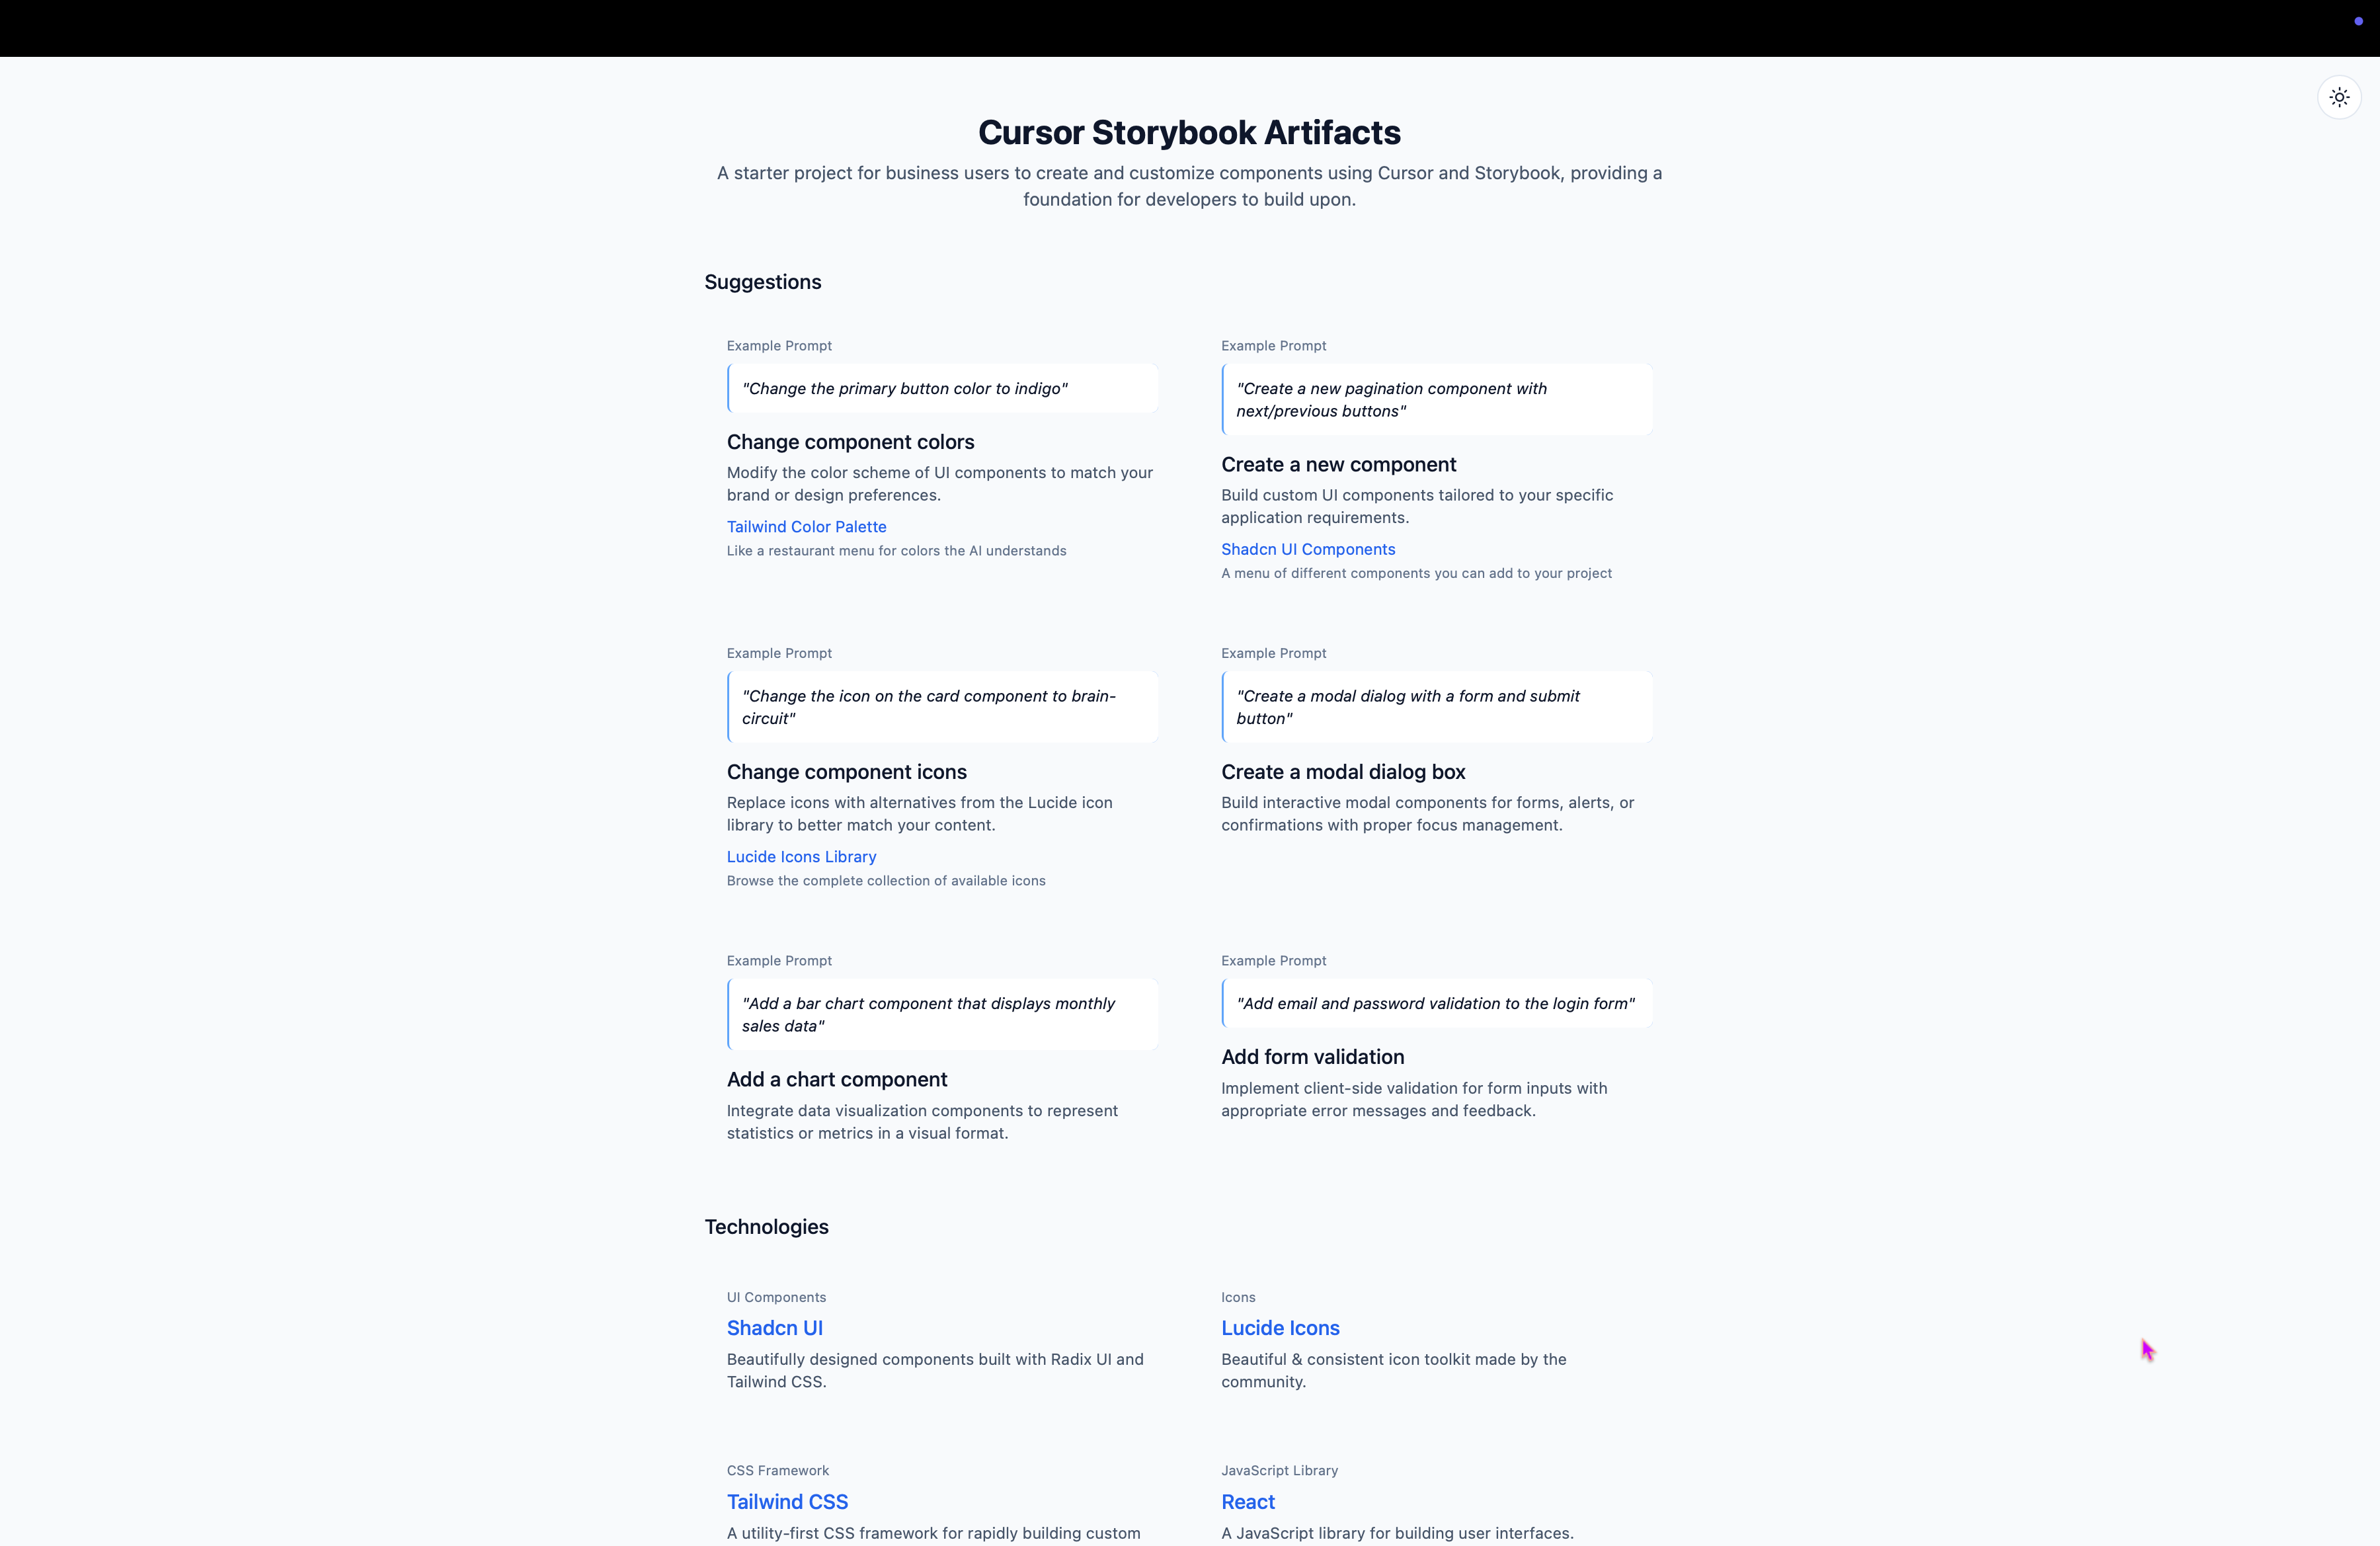 Cursor Storybook Artifacts
A starter project for business users to create and customize components using Cursor and Storybook, providing a
foundation for developers to build upon.
Suggestions
Example Prompt
"Change the primary button color to indigo"
Change component colors
Modify the color scheme of UI components to match your
brand or design preferences.
Tailwind Color Palette
Like a restaurant menu for colors the AI understands
Example Prompt
"Create a new pagination component with
next/previous buttons"
Create a new component
Build custom UI components tailored to your specific
application requirements.
Shadcn UI Components
A menu of different components you can add to your project
Example Prompt
"Change the icon on the card component to brain-
circuit"
Change component icons
Replace icons with alternatives from the Lucide icon
library to better match your content.
Lucide Icons Library
Browse the complete collection of available icons
Example Prompt
"Create a modal dialog with a form and submit
button"
Create a modal dialog box
Build interactive modal components for forms, alerts, or
confirmations with proper focus management.
Example Prompt
"Add a bar chart component that displays monthly
sales data"
Add a chart component
Integrate data visualization components to represent
statistics or metrics in a visual format.
Example Prompt
"Add email and password validation to the login form"
Add form validation
Implement client-side validation for form inputs with
appropriate error messages and feedback.
Technologies
UI Components
Shadcn UI
Beautifully designed components built with Radix UI and
Tailwind CSS.
Icons
Lucide Icons
Beautiful & consistent icon toolkit made by the
community.
CSS Framework
Tailwind CSS
A utility-first CSS framework for rapidly building custom
JavaScript Library
React
A JavaScript library for building user interfaces.